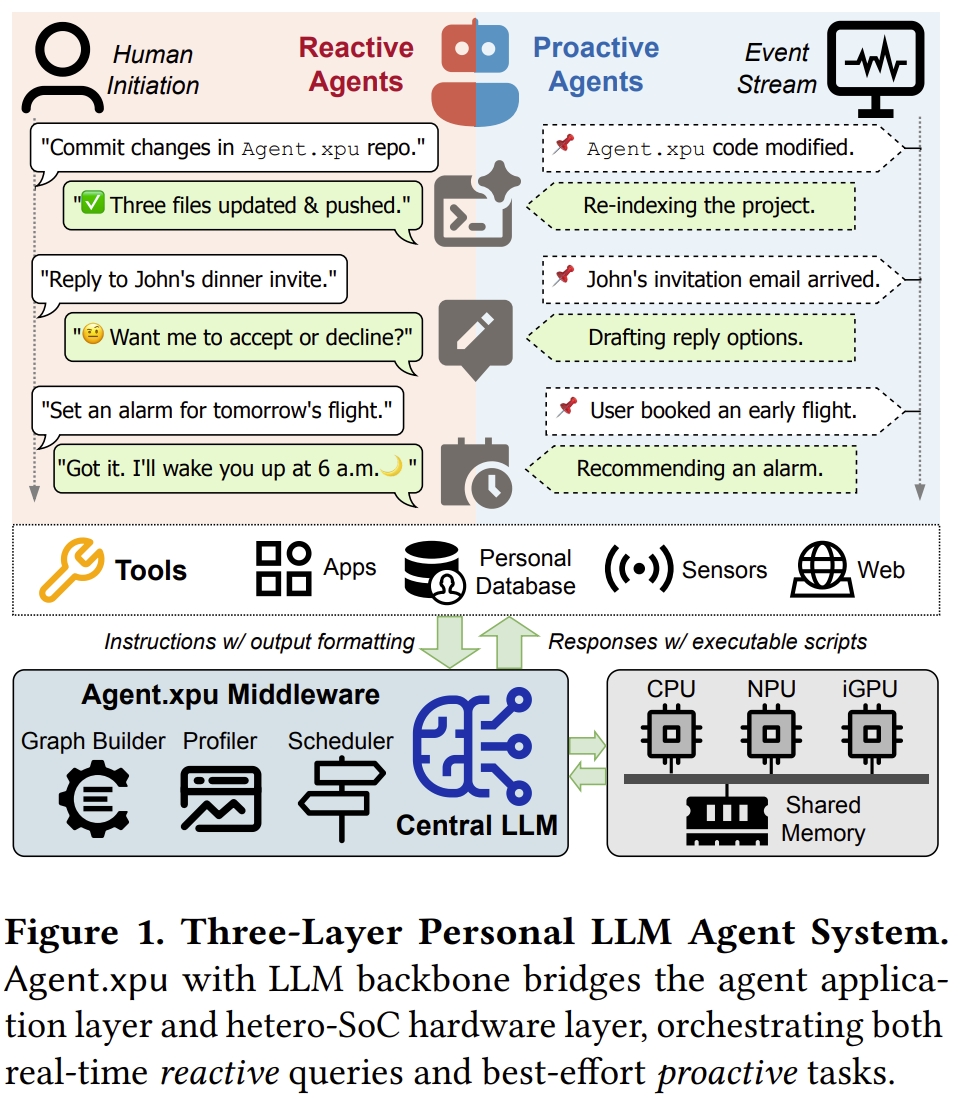 Human
Initiation
Reactive
Agents
Proactive
Agents
Event
Stream
"Commit changes in Agent.xpu repo."
"✅ Three files updated & pushed."
"Reply to John's dinner invite."
"🤨 Want me to accept or decline?"
"Set an alarm for tomorrow's flight."
"Got it. I'll wake you up at 6 a.m.🌙 "
📌 Agent.xpu code modified.
Re-indexing the project.
📌 John's invitation email arrived.
Drafting reply options.
📌 User booked an early flight.
Recommending an alarm.
Tools
Apps
Personal
Database
Sensors
Web
Instructions w/ output formatting
Responses w/ executable scripts
Agent.xpu Middleware
Graph Builder
Profiler
Scheduler
Central LLM
CPU
NPU
iGPU
Shared
Memory
Figure 1. Three-Layer Personal LLM Agent System.
Agent.xpu with LLM backbone bridges the agent applica-
tion layer and hetero-SoC hardware layer, orchestrating both
real-time reactive queries and best-effort proactive tasks.